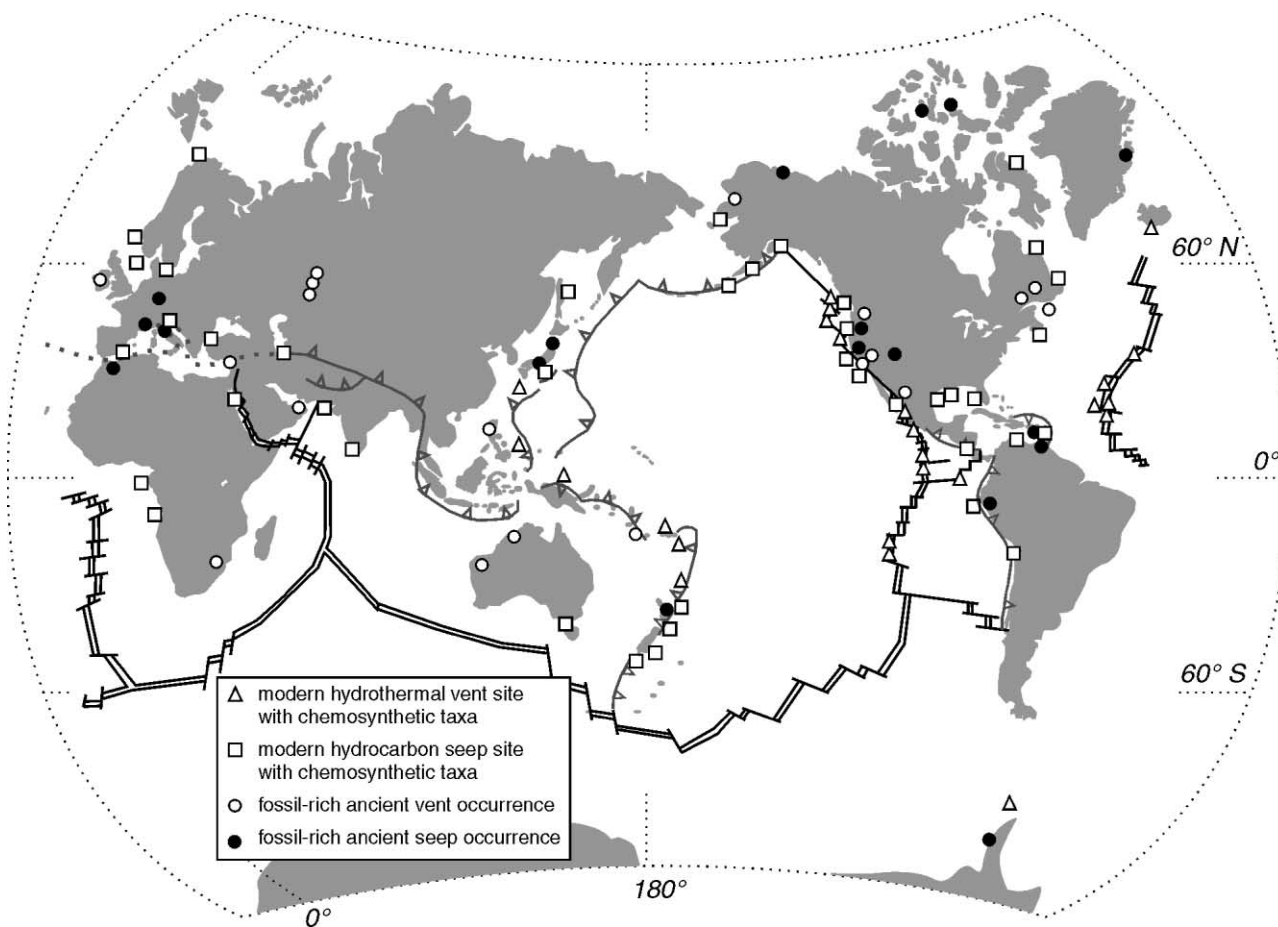 60° N
0°
60° S
modern hydrothermal vent site
with chemosynthetic taxa
modern hydrocarbon seep site
with chemosynthetic taxa
fossil-rich ancient vent occurrence
fossil-rich ancient seep occurrence
180°
0°